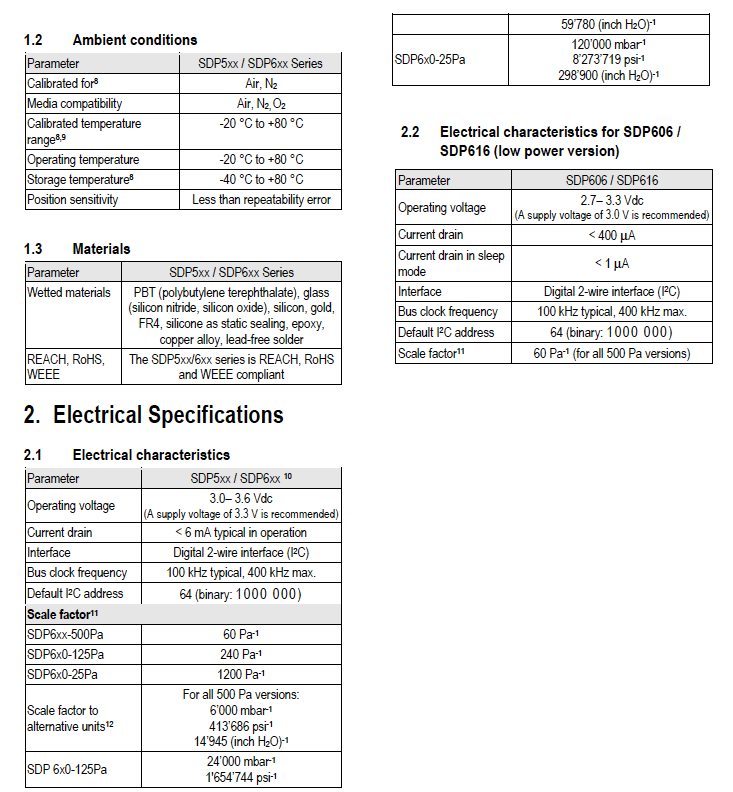 1.2 Ambient conditions
Parameter SDP5xx / SDP6xx Series
Calibrated for⁸ Air, N₂
Media compatibility Air, N₂, O₂
Calibrated temperature
range⁸,⁹ -20 °C to +80 °C
Operating temperature -20 °C to +80 °C
Storage temperature⁸ -40 °C to +80 °C
Position sensitivity Less than repeatability error
1.3 Materials
Parameter SDP5xx / SDP6xx Series
Wetted materials PBT (polybutylene terephthalate), glass
(silicon nitride, silicon oxide), silicon, gold,
FR4, silicone as static sealing, epoxy,
copper alloy, lead-free solder
REACH, RoHS, The SDP5xx/6xx series is REACH, RoHS
WEEE and WEEE compliant
2. Electrical Specifications
2.1 Electrical characteristics
Parameter SDP5xx / SDP6xx ¹⁰
Operating voltage 3.0– 3.6 Vdc
(A supply voltage of 3.3 V is recommended)
Current drain < 6 mA typical in operation
Interface Digital 2-wire interface (I²C)
Bus clock frequency 100 kHz typical, 400 kHz max.
Default I²C address 64 (binary: 1000 000)
Scale factor¹¹
SDP6xx-500Pa 60 Pa⁻¹
SDP6x0-125Pa 240 Pa⁻¹
SDP6x0-25Pa 1200 Pa⁻¹
Scale factor to
alternative units¹² For all 500 Pa versions:
6'000 mbar⁻¹
413'686 psi⁻¹
14'945 (inch H₂O)⁻¹
SDP 6x0-125Pa 24'000 mbar⁻¹
1'654'744 psi⁻¹
59'780 (inch H₂O)⁻¹
SDP6x0-25Pa 120'000 mbar⁻¹
8'273'719 psi⁻¹
298'900 (inch H₂O)⁻¹
2.2 Electrical characteristics for SDP606 /
SDP616 (low power version)
Parameter SDP606 / SDP616
Operating voltage 2.7– 3.3 Vdc
(A supply voltage of 3.0 V is recommended)
Current drain < 400 µA
Current drain in sleep
mode < 1 µA
Interface Digital 2-wire interface (I²C)
Bus clock frequency 100 kHz typical, 400 kHz max.
Default I²C address 64 (binary: 1000 000)
Scale factor¹¹ 60 Pa⁻¹ (for all 500 Pa versions)